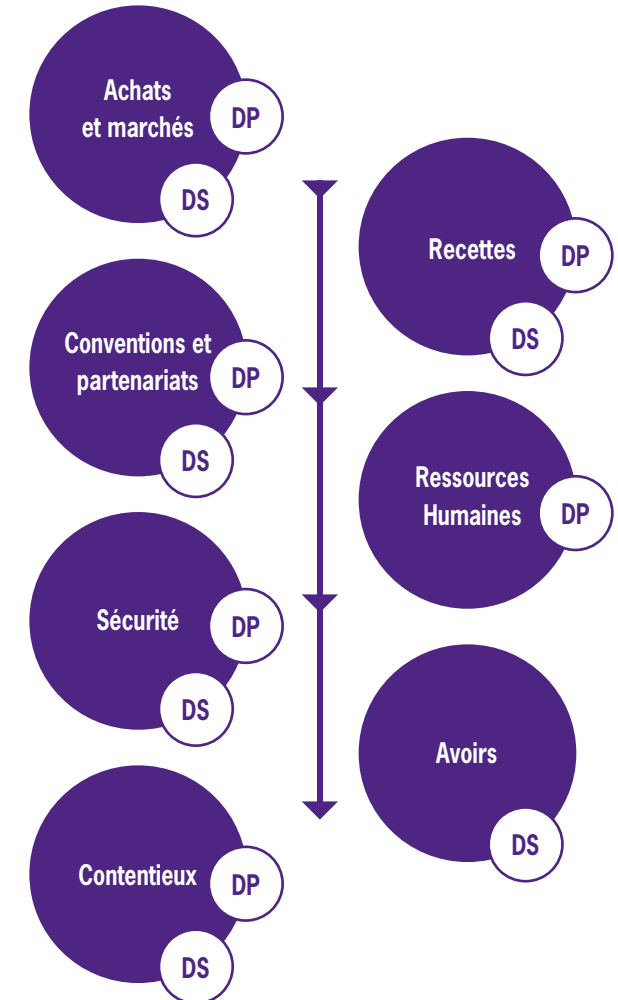 Achats
et marchés
DP
DS
Recettes
DP
DS
Conventions et
partenariats
DP
DS
Ressources
Humaines
DP
Sécurité
DP
DS
Avoirs
DS
Contentieux
DP
DS